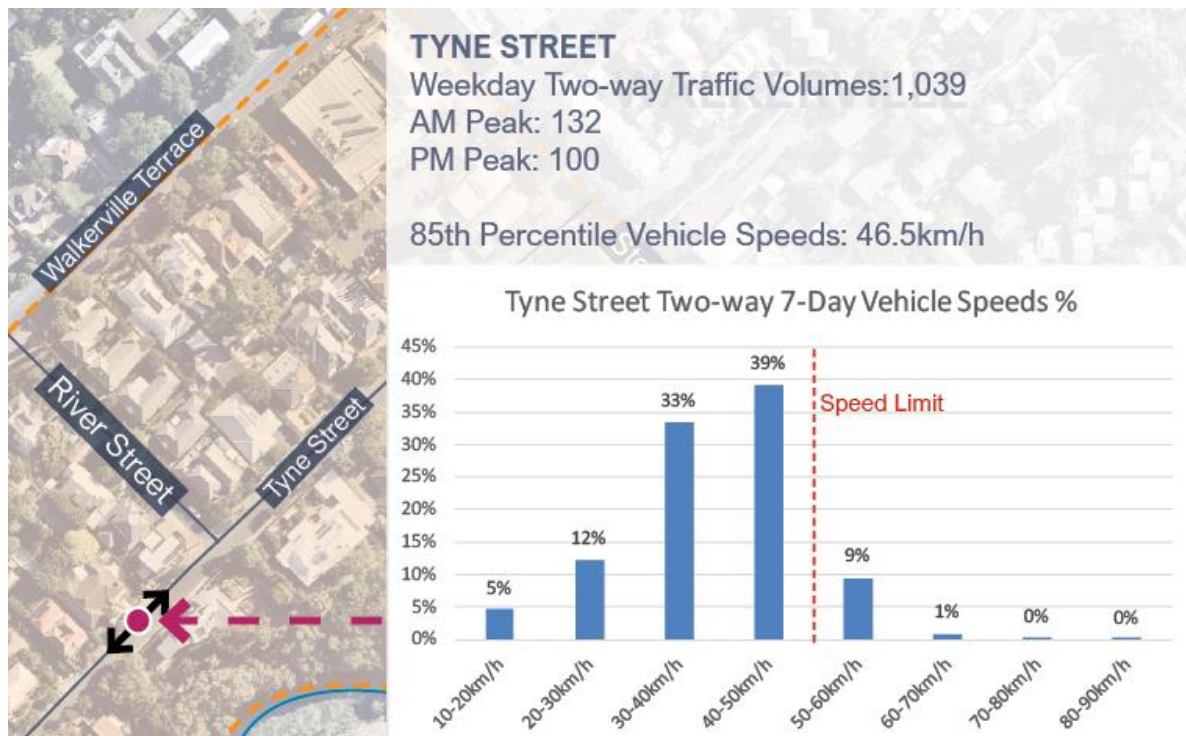 TYNE STREET
Weekday Two-way Traffic Volumes:1,039
AM Peak: 132
PM Peak: 100
85th Percentile Vehicle Speeds: 46.5km/h
Walkerville Terrace
River Street
Tyne Street
Tyne Street Two-way 7-Day Vehicle Speeds %
45%
40%
35%
30%
25%
20%
15%
10%
5%
0%
5%
12%
33%
39%
9%
1%
0%
0%
Speed Limit
10-20km/h
20-30km/h
30-40km/h
40-50km/h
50-60km/h
60-70km/h
70-80km/h
80-90km/h